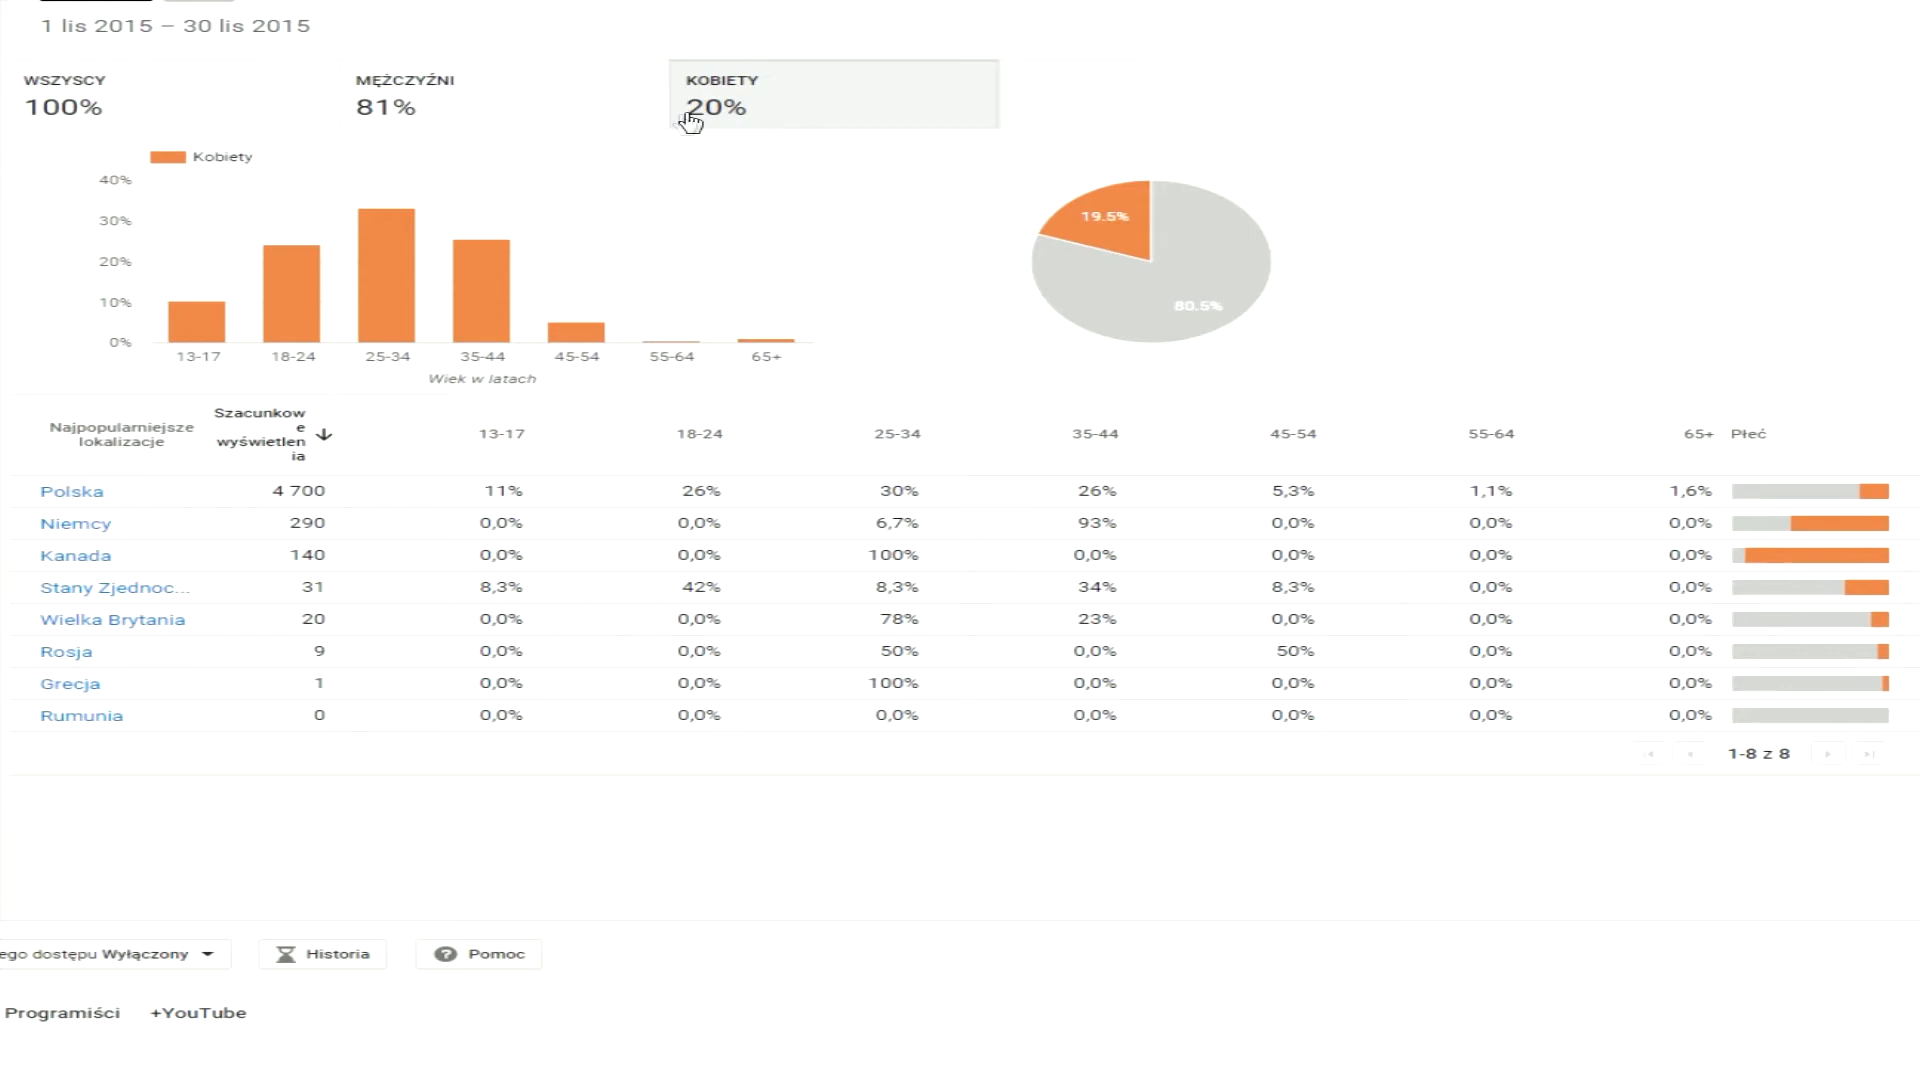 1 lis 2015 – 30 lis 2015
WSZYSCY
100%
MĘŻCZYŹNI
81%
KOBIETY
20%
Kobiety
40%
30%
20%
10%
0%
13-17 18-24 25-34 35-44 45-54 55-64 65+
Wiek w latach
19.5%
80.5%
Najpopularniejsze
lokalizacje
Szacunkow
e
wyświetlen
ia
13-17 18-24 25-34 35-44 45-54 55-64 65+ Płeć
Polska 4 700 11% 26% 30% 26% 5,3% 1,1% 1,6%
Niemcy 290 0,0% 0,0% 6,7% 93% 0,0% 0,0% 0,0%
Kanada 140 0,0% 0,0% 100% 0,0% 0,0% 0,0% 0,0%
Stany Zjednoc... 31 8,3% 42% 8,3% 34% 8,3% 0,0% 0,0%
Wielka Brytania 20 0,0% 0,0% 78% 23% 0,0% 0,0% 0,0%
Rosja 9 0,0% 0,0% 50% 0,0% 50% 0,0% 0,0%
Grecja 1 0,0% 0,0% 100% 0,0% 0,0% 0,0% 0,0%
Rumunia 0 0,0% 0,0% 0,0% 0,0% 0,0% 0,0% 0,0%
1-8 z 8
ego dostępu Wyłączony Historia Pomoc
Programiści +YouTube